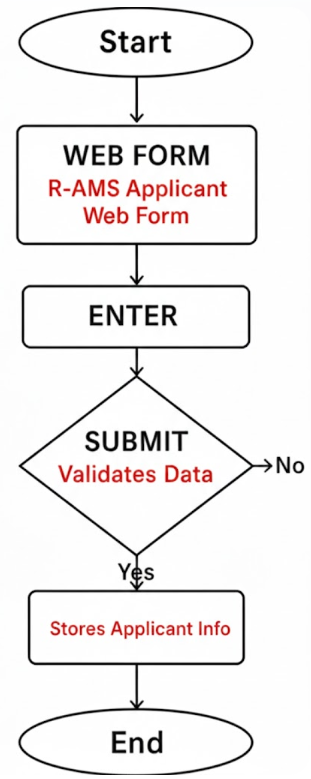 Start
WEB FORM
R-AMS Applicant
Web Form
ENTER
SUBMIT
Validates Data
No
Yes
Stores Applicant Info
End